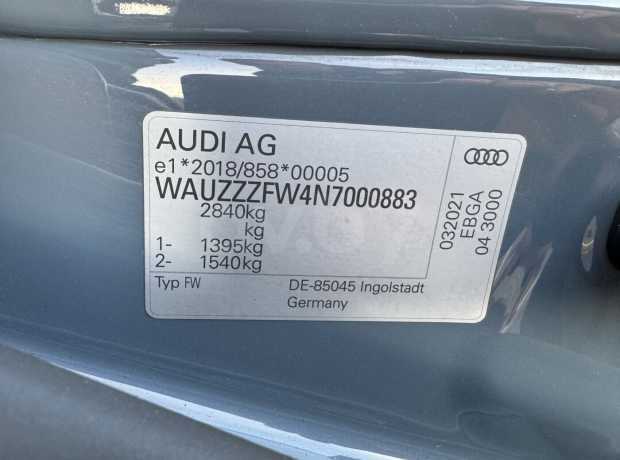 AUDI AG
e1*2018/858*00005
WAUZZZFW4N7000883
2840kg
kg
1- 1395kg
2- 1540kg
Typ FW DE-85045 Ingolstadt
Germany
032021
EBGA
04 3000